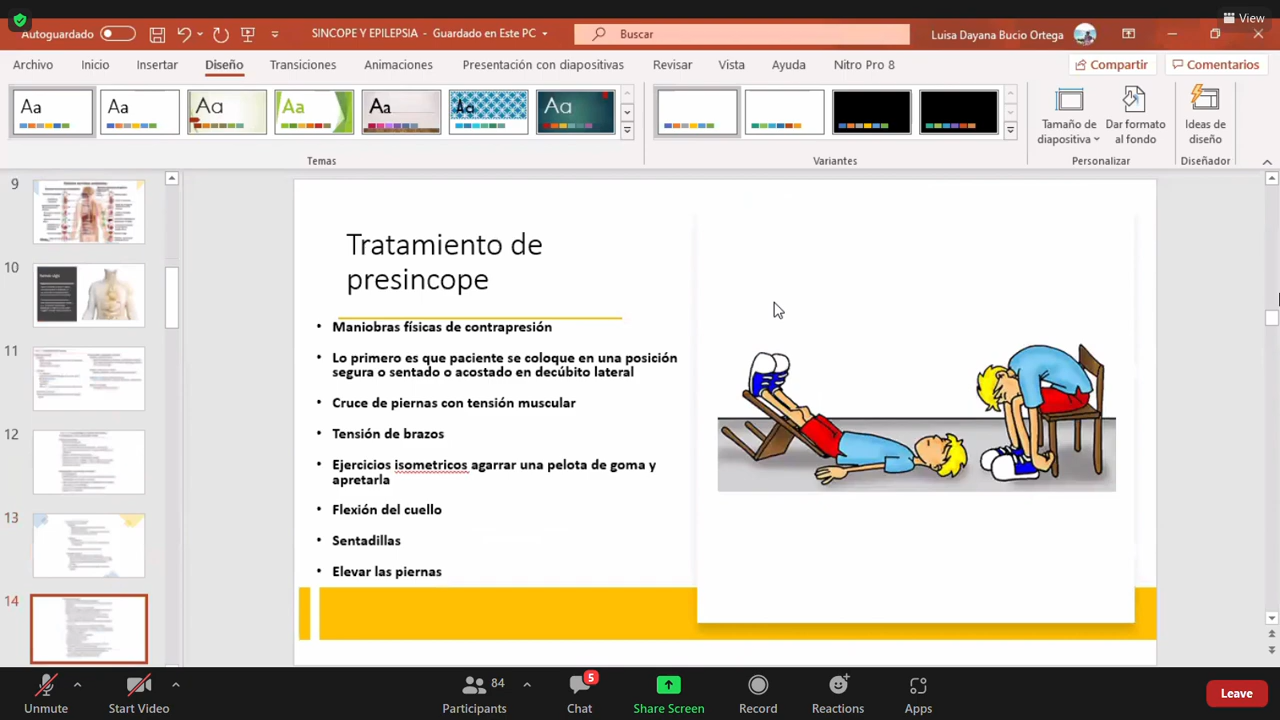 View
Autoguardado
SINCOPE Y EPILEPSIA - Guardado en Este PC
Buscar
Luisa Dayana Bucio Ortega
Archivo Inicio Insertar Diseño Transiciones Animaciones Presentación con diapositivas Revisar Vista Ayuda Nitro Pro 8 Compartir Comentarios
Aa Aa Aa Aa Aa Aa Aa
Tamaño de diapositiva
Dar formato al fondo
Ideas de diseño
Temas Variantes Personalizar Diseñador
9
10
11
12
13
14
Tratamiento de
presincope
• Maniobras físicas de contrapresión
• Lo primero es que paciente se coloque en una posición
segura o sentado o acostado en decúbito lateral
• Cruce de piernas con tensión muscular
• Tensión de brazos
• Ejercicios isometricos agarrar una pelota de goma y
apretarla
• Flexión del cuello
• Sentadillas
• Elevar las piernas
Unmute
Start Video
84
Participants
5
Chat
Share Screen
Record
Reactions
Apps
Leave